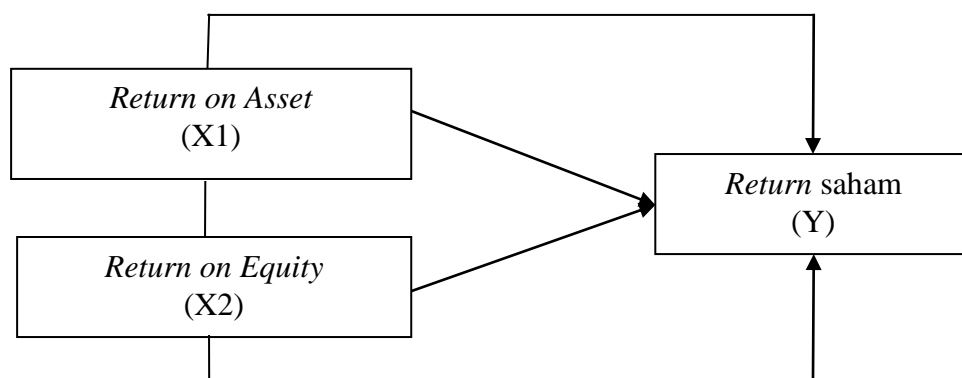 Return on Asset
(X1)
Return saham
(Y)
Return on Equity
(X2)